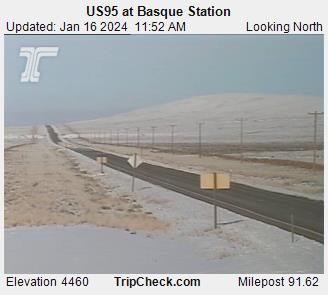 US95 at Basque Station
Updated: Jan 16 2024 11:52 AM Looking North
Elevation 4460 TripCheck.com Milepost 91.62